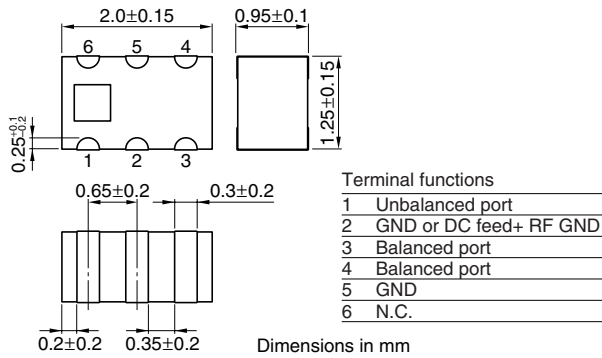 2.0±0.15
0.95±0.1
6 5 4
1.25±0.15
0.25+0.1 -0.2
1 2 3
0.65±0.2
0.3±0.2
0.2±0.2
0.35±0.2
Dimensions in mm
Terminal functions
1 Unbalanced port
2 GND or DC feed+ RF GND
3 Balanced port
4 Balanced port
5 GND
6 N.C.